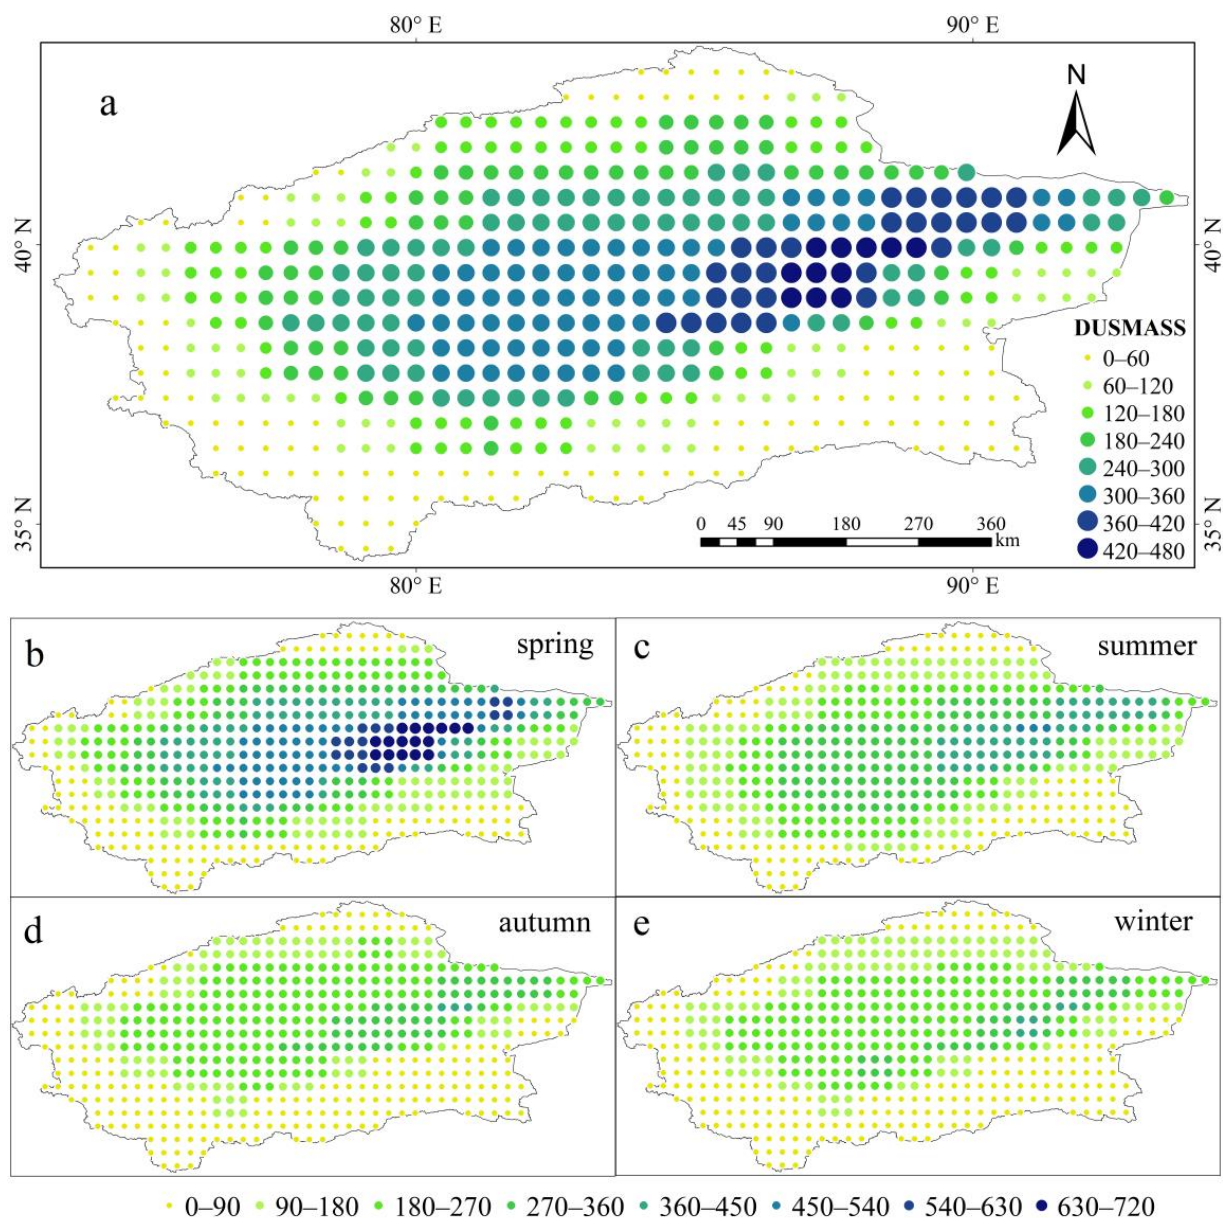 80° E 90° E
a
N
40° N 40° N
DUSMASS
0–60
60–120
120–180
180–240
240–300
300–360
360–420
420–480
35° N 35° N
0 45 90 180 270 360
km
80° E 90° E
b spring
c summer
d autumn
e winter
0–90 90–180 180–270 270–360 360–450 450–540 540–630 630–720